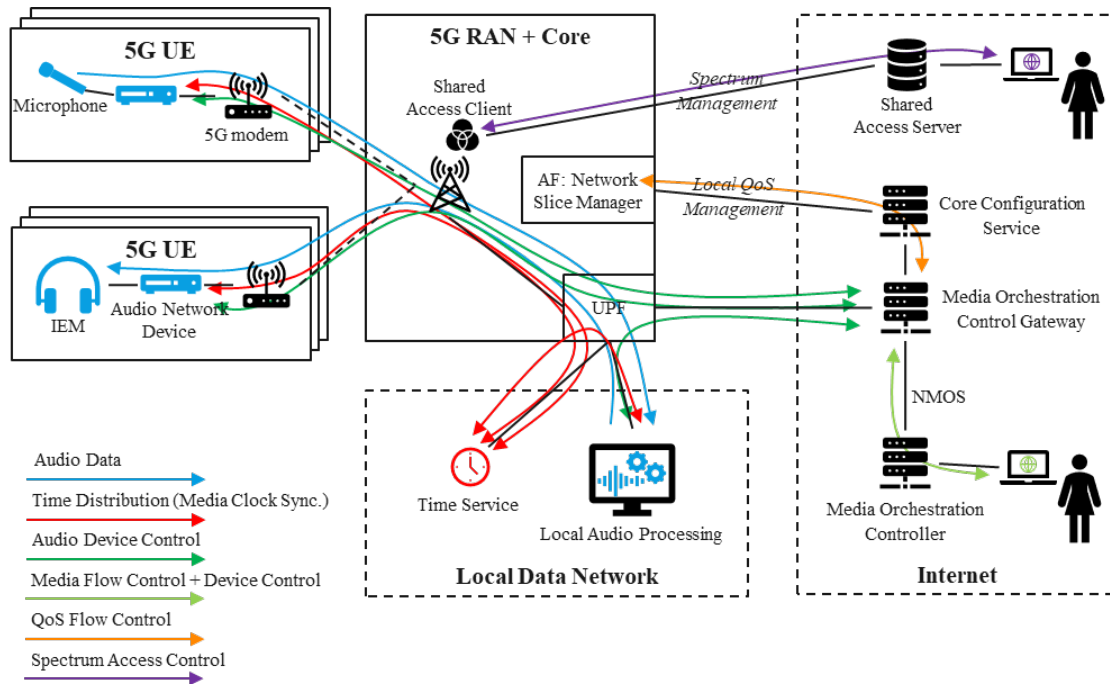 5G UE
Microphone
5G modem
5G UE
IEM
Audio Network
Device
5G RAN + Core
Shared
Access Client
AF: Network
Slice Manager
UPF
Spectrum
Management
Local QoS
Management
Shared
Access Server
Core Configuration
Service
Media Orchestration
Control Gateway
NMOS
Media Orchestration
Controller
Internet
Time Service
Local Audio Processing
Local Data Network
Audio Data
Time Distribution (Media Clock Sync.)
Audio Device Control
Media Flow Control + Device Control
QoS Flow Control
Spectrum Access Control